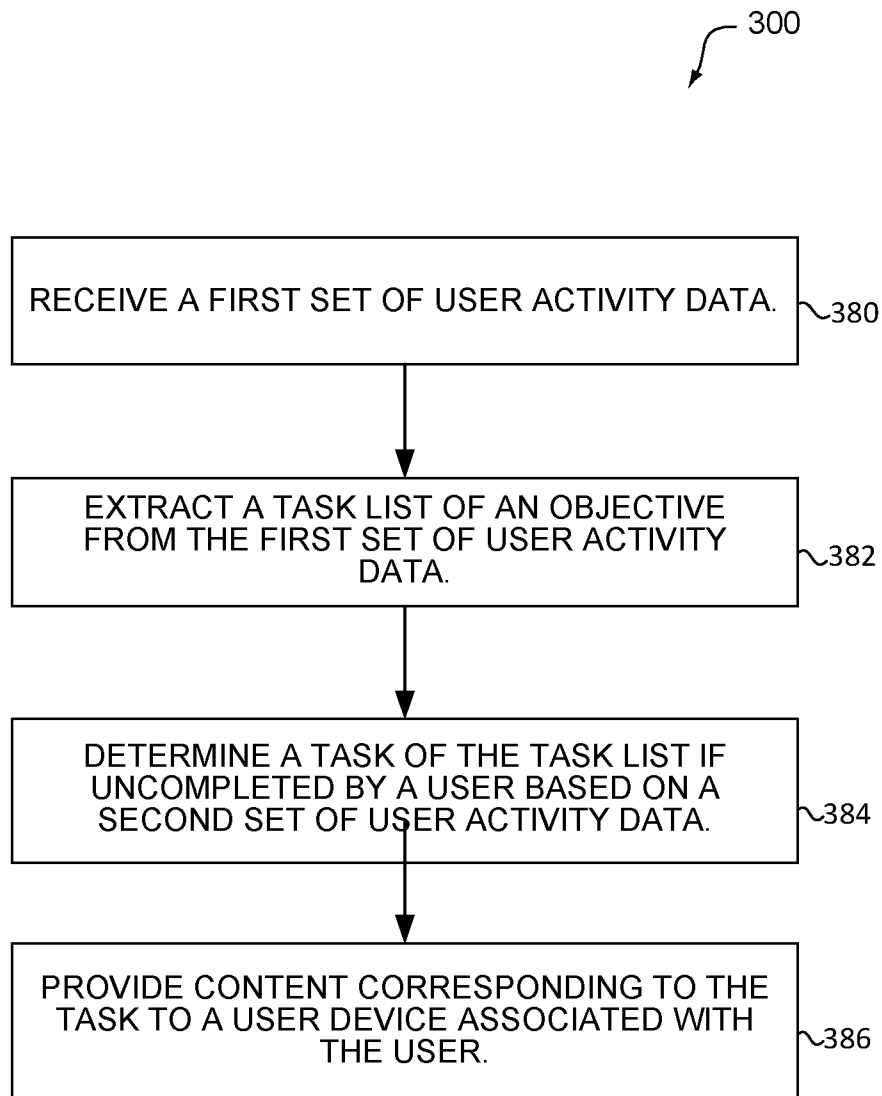 300
RECEIVE A FIRST SET OF USER ACTIVITY DATA.
380
EXTRACT A TASK LIST OF AN OBJECTIVE
FROM THE FIRST SET OF USER ACTIVITY
DATA.
382
DETERMINE A TASK OF THE TASK LIST IF
UNCOMPLETED BY A USER BASED ON A
SECOND SET OF USER ACTIVITY DATA.
384
PROVIDE CONTENT CORRESPONDING TO THE
TASK TO A USER DEVICE ASSOCIATED WITH
THE USER.
386